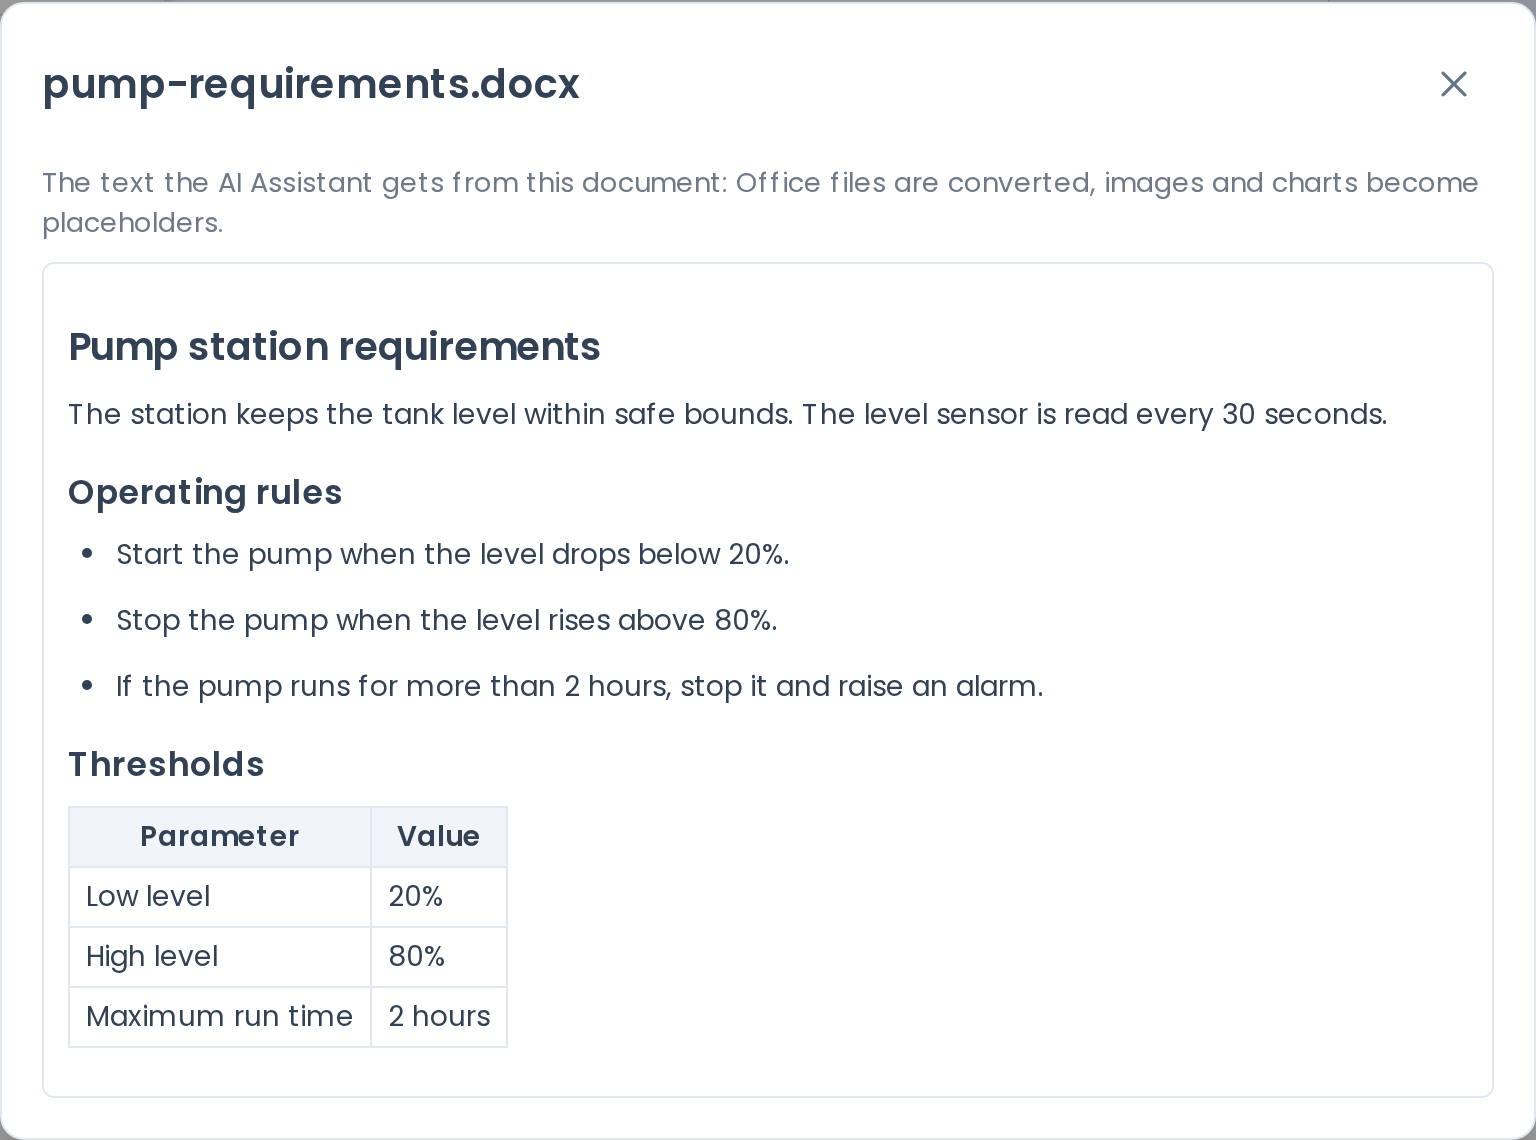 pump-requirements.docx
The text the AI Assistant gets from this document: Office files are converted, images and charts become
placeholders.
Pump station requirements
The station keeps the tank level within safe bounds. The level sensor is read every 30 seconds.
Operating rules
• Start the pump when the level drops below 20%.
• Stop the pump when the level rises above 80%.
• If the pump runs for more than 2 hours, stop it and raise an alarm.
Thresholds
Parameter Value
Low level 20%
High level 80%
Maximum run time 2 hours